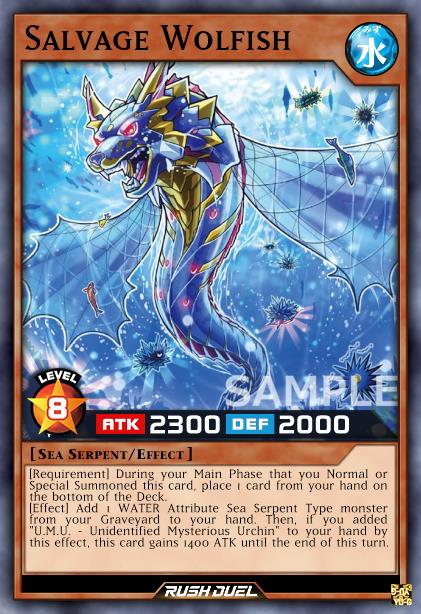 SALVAGE WOLFISH
みず
水
SAMPLE
LEVEL
8
ATK 2300 DEF 2000
[SEA SERPENT/EFFECT]
[Requirement] During your Main Phase that you Normal or
Special Summoned this card, place 1 card from your hand on
the bottom of the Deck.
[Effect] Add 1 WATER Attribute Sea Serpent Type monster
from your Graveyard to your hand. Then, if you added
"U.M.U. - Unidentified Mysterious Urchin" to your hand by
this effect, this card gains 1400 ATK until the end of this turn.
RUSH DUEL